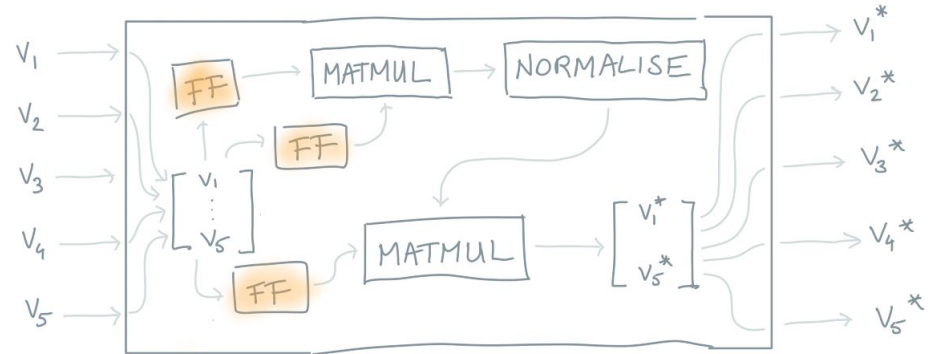 V₁
V₂
V₃
V₄
V₅
FF
MATMUL
NORMALISE
FF
V₁
⋮
V₅
FF
MATMUL
V₁*
V₅*
V₁*
V₂*
V₃*
V₄*
V₅*